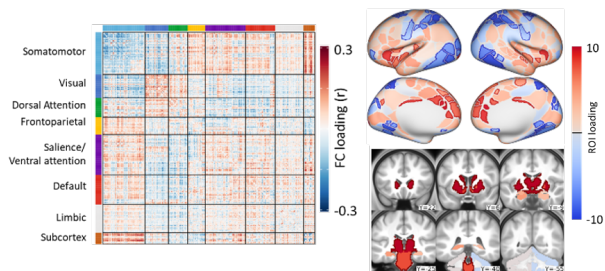 Somatomotor
Visual
Dorsal Attention
Frontoparietal
Salience/
Ventral attention
Default
Limbic
Subcortex
0.3
FC loading (r)
-0.3
10
ROI loading
-10